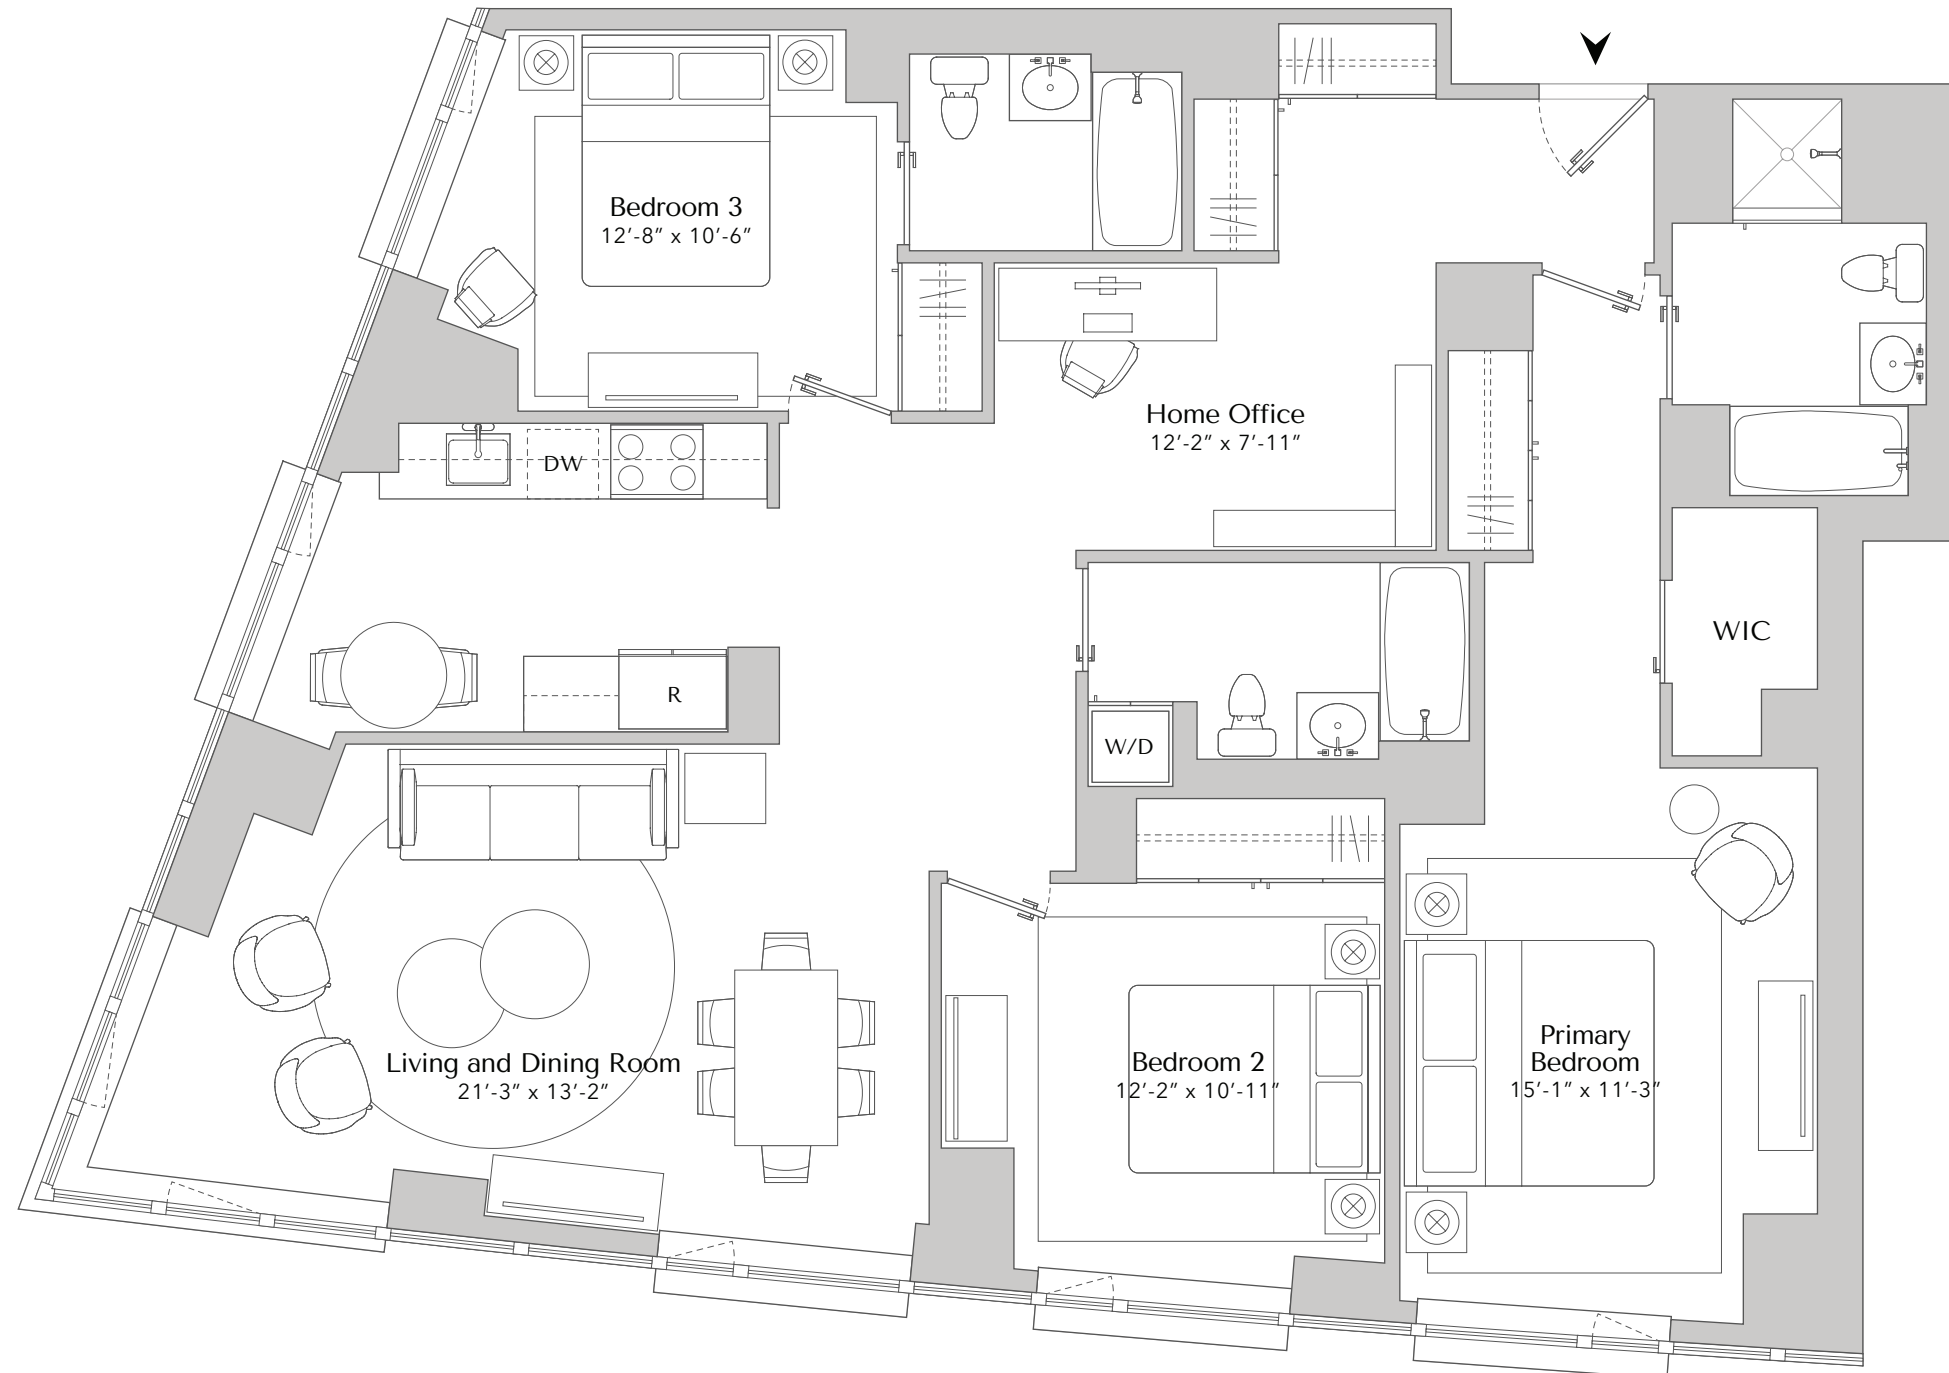 Bedroom 3
12’-8” x 10’-6”
Home Office
12’-2” x 7’-11”
DW
WIC
R
W/D
Living and Dining Room
21’-3” x 13’-2”
Bedroom 2
12’-2” x 10’-11”
Primary
Bedroom
15’-1” x 11’-3”